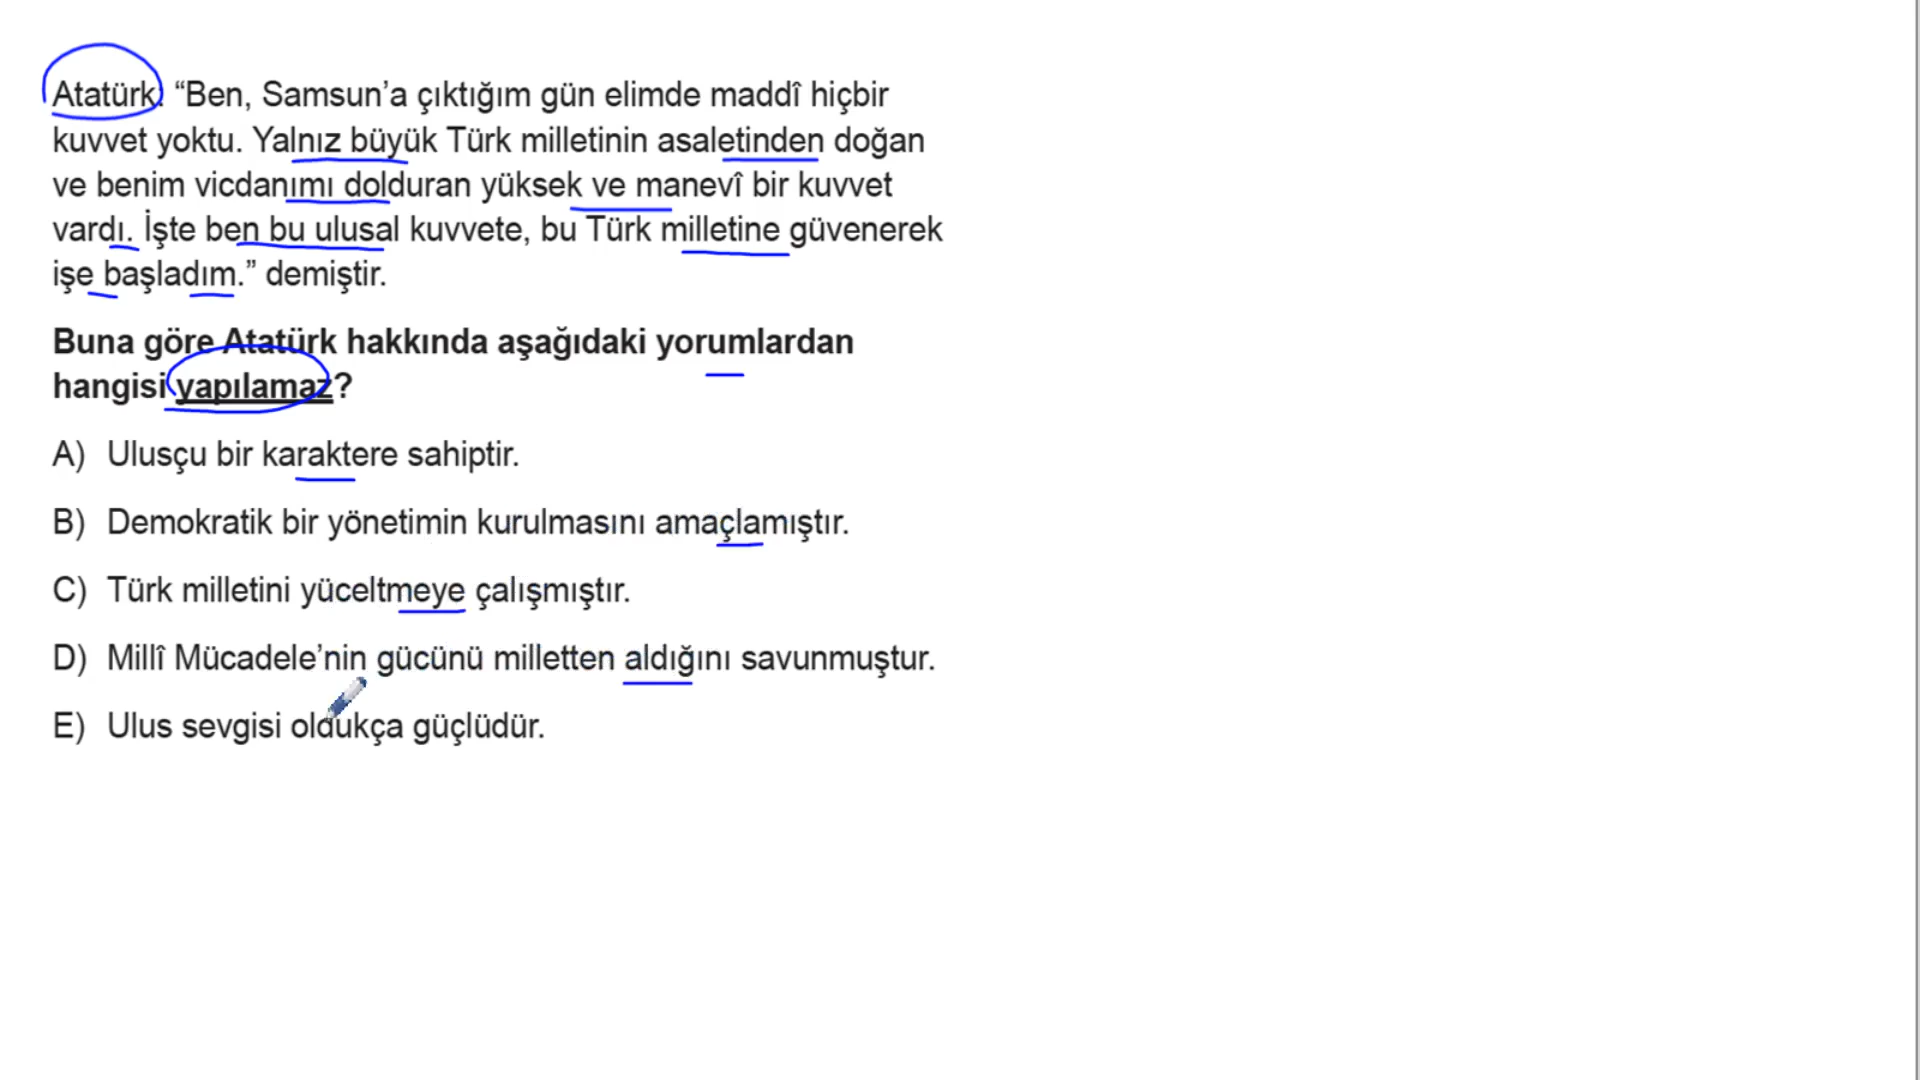 Atatürk: “Ben, Samsun’a çıktığım gün elimde maddî hiçbir
kuvvet yoktu. Yalnız büyük Türk milletinin asaletinden doğan
ve benim vicdanımı dolduran yüksek ve manevî bir kuvvet
vardı. İşte ben bu ulusal kuvvete, bu Türk milletine güvenerek
işe başladım.” demiştir.
Buna göre Atatürk hakkında aşağıdaki yorumlardan
hangisi yapılamaz?
A) Ulusçu bir karaktere sahiptir.
B) Demokratik bir yönetimin kurulmasını amaçlamıştır.
C) Türk milletini yüceltmeye çalışmıştır.
D) Millî Mücadele’nin gücünü milletten aldığını savunmuştur.
E) Ulus sevgisi oldukça güçlüdür.